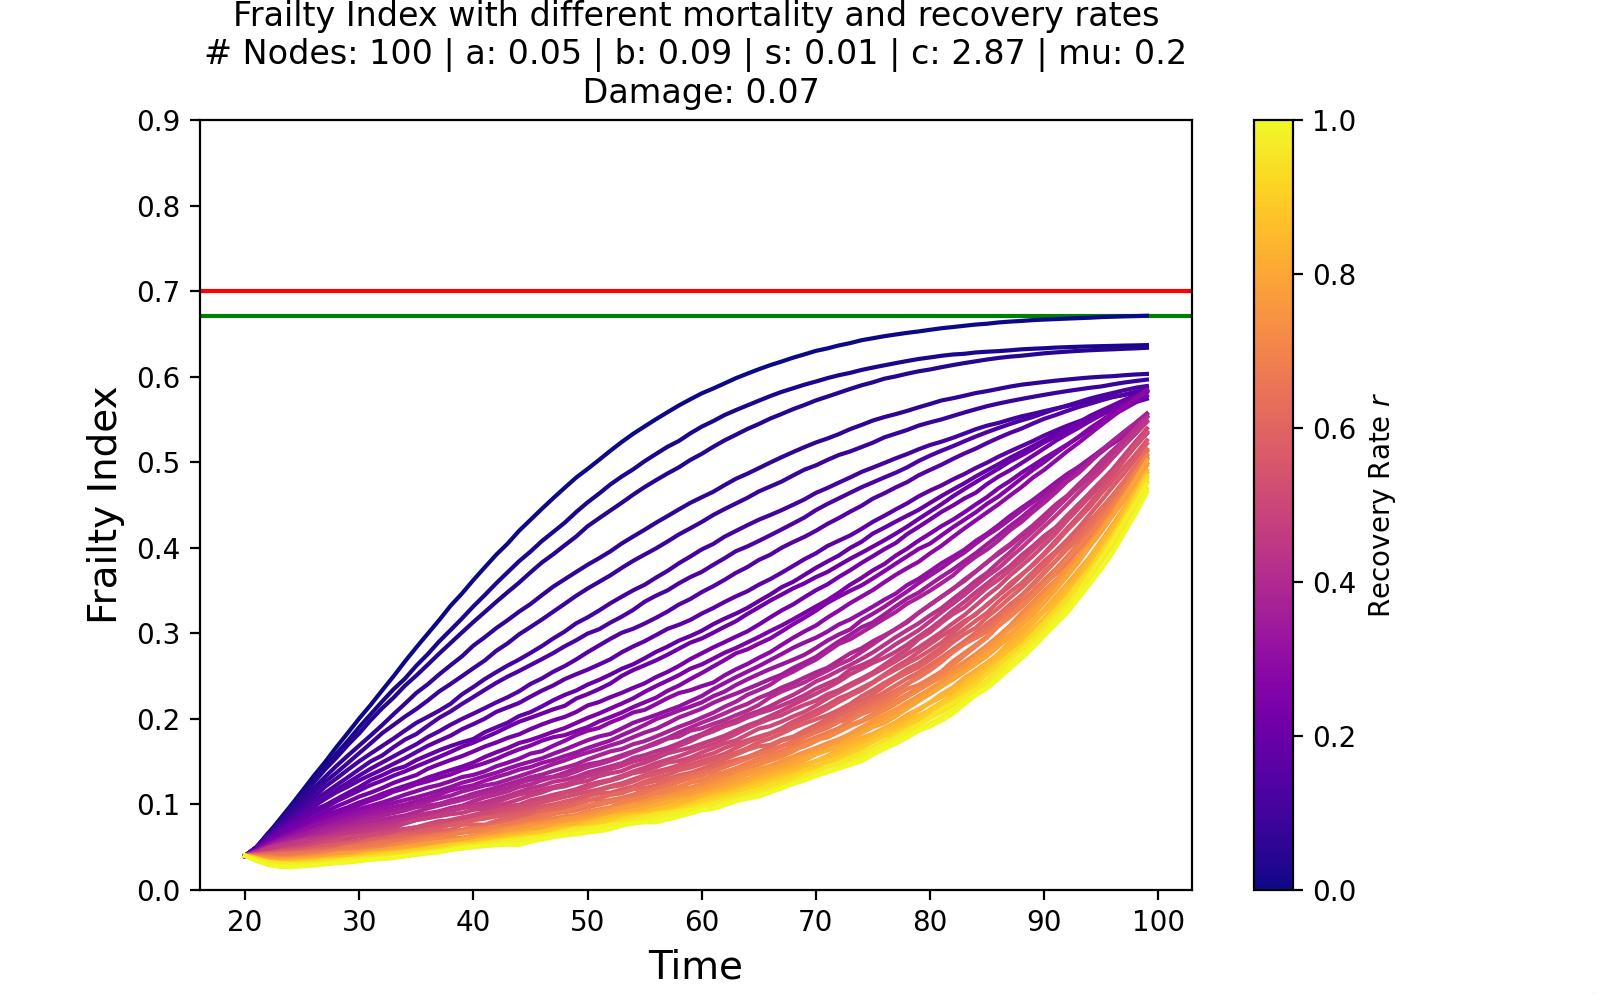 Frailty Index with different mortality and recovery rates
# Nodes: 100 | a: 0.05 | b: 0.09 | s: 0.01 | c: 2.87 | mu: 0.2
Damage: 0.07
0.9
0.8
0.7
0.6
0.5
0.4
0.3
0.2
0.1
0.0
Frailty Index
20 30 40 50 60 70 80 90 100
Time
1.0
0.8
0.6
0.4
0.2
0.0
Recovery Rate r